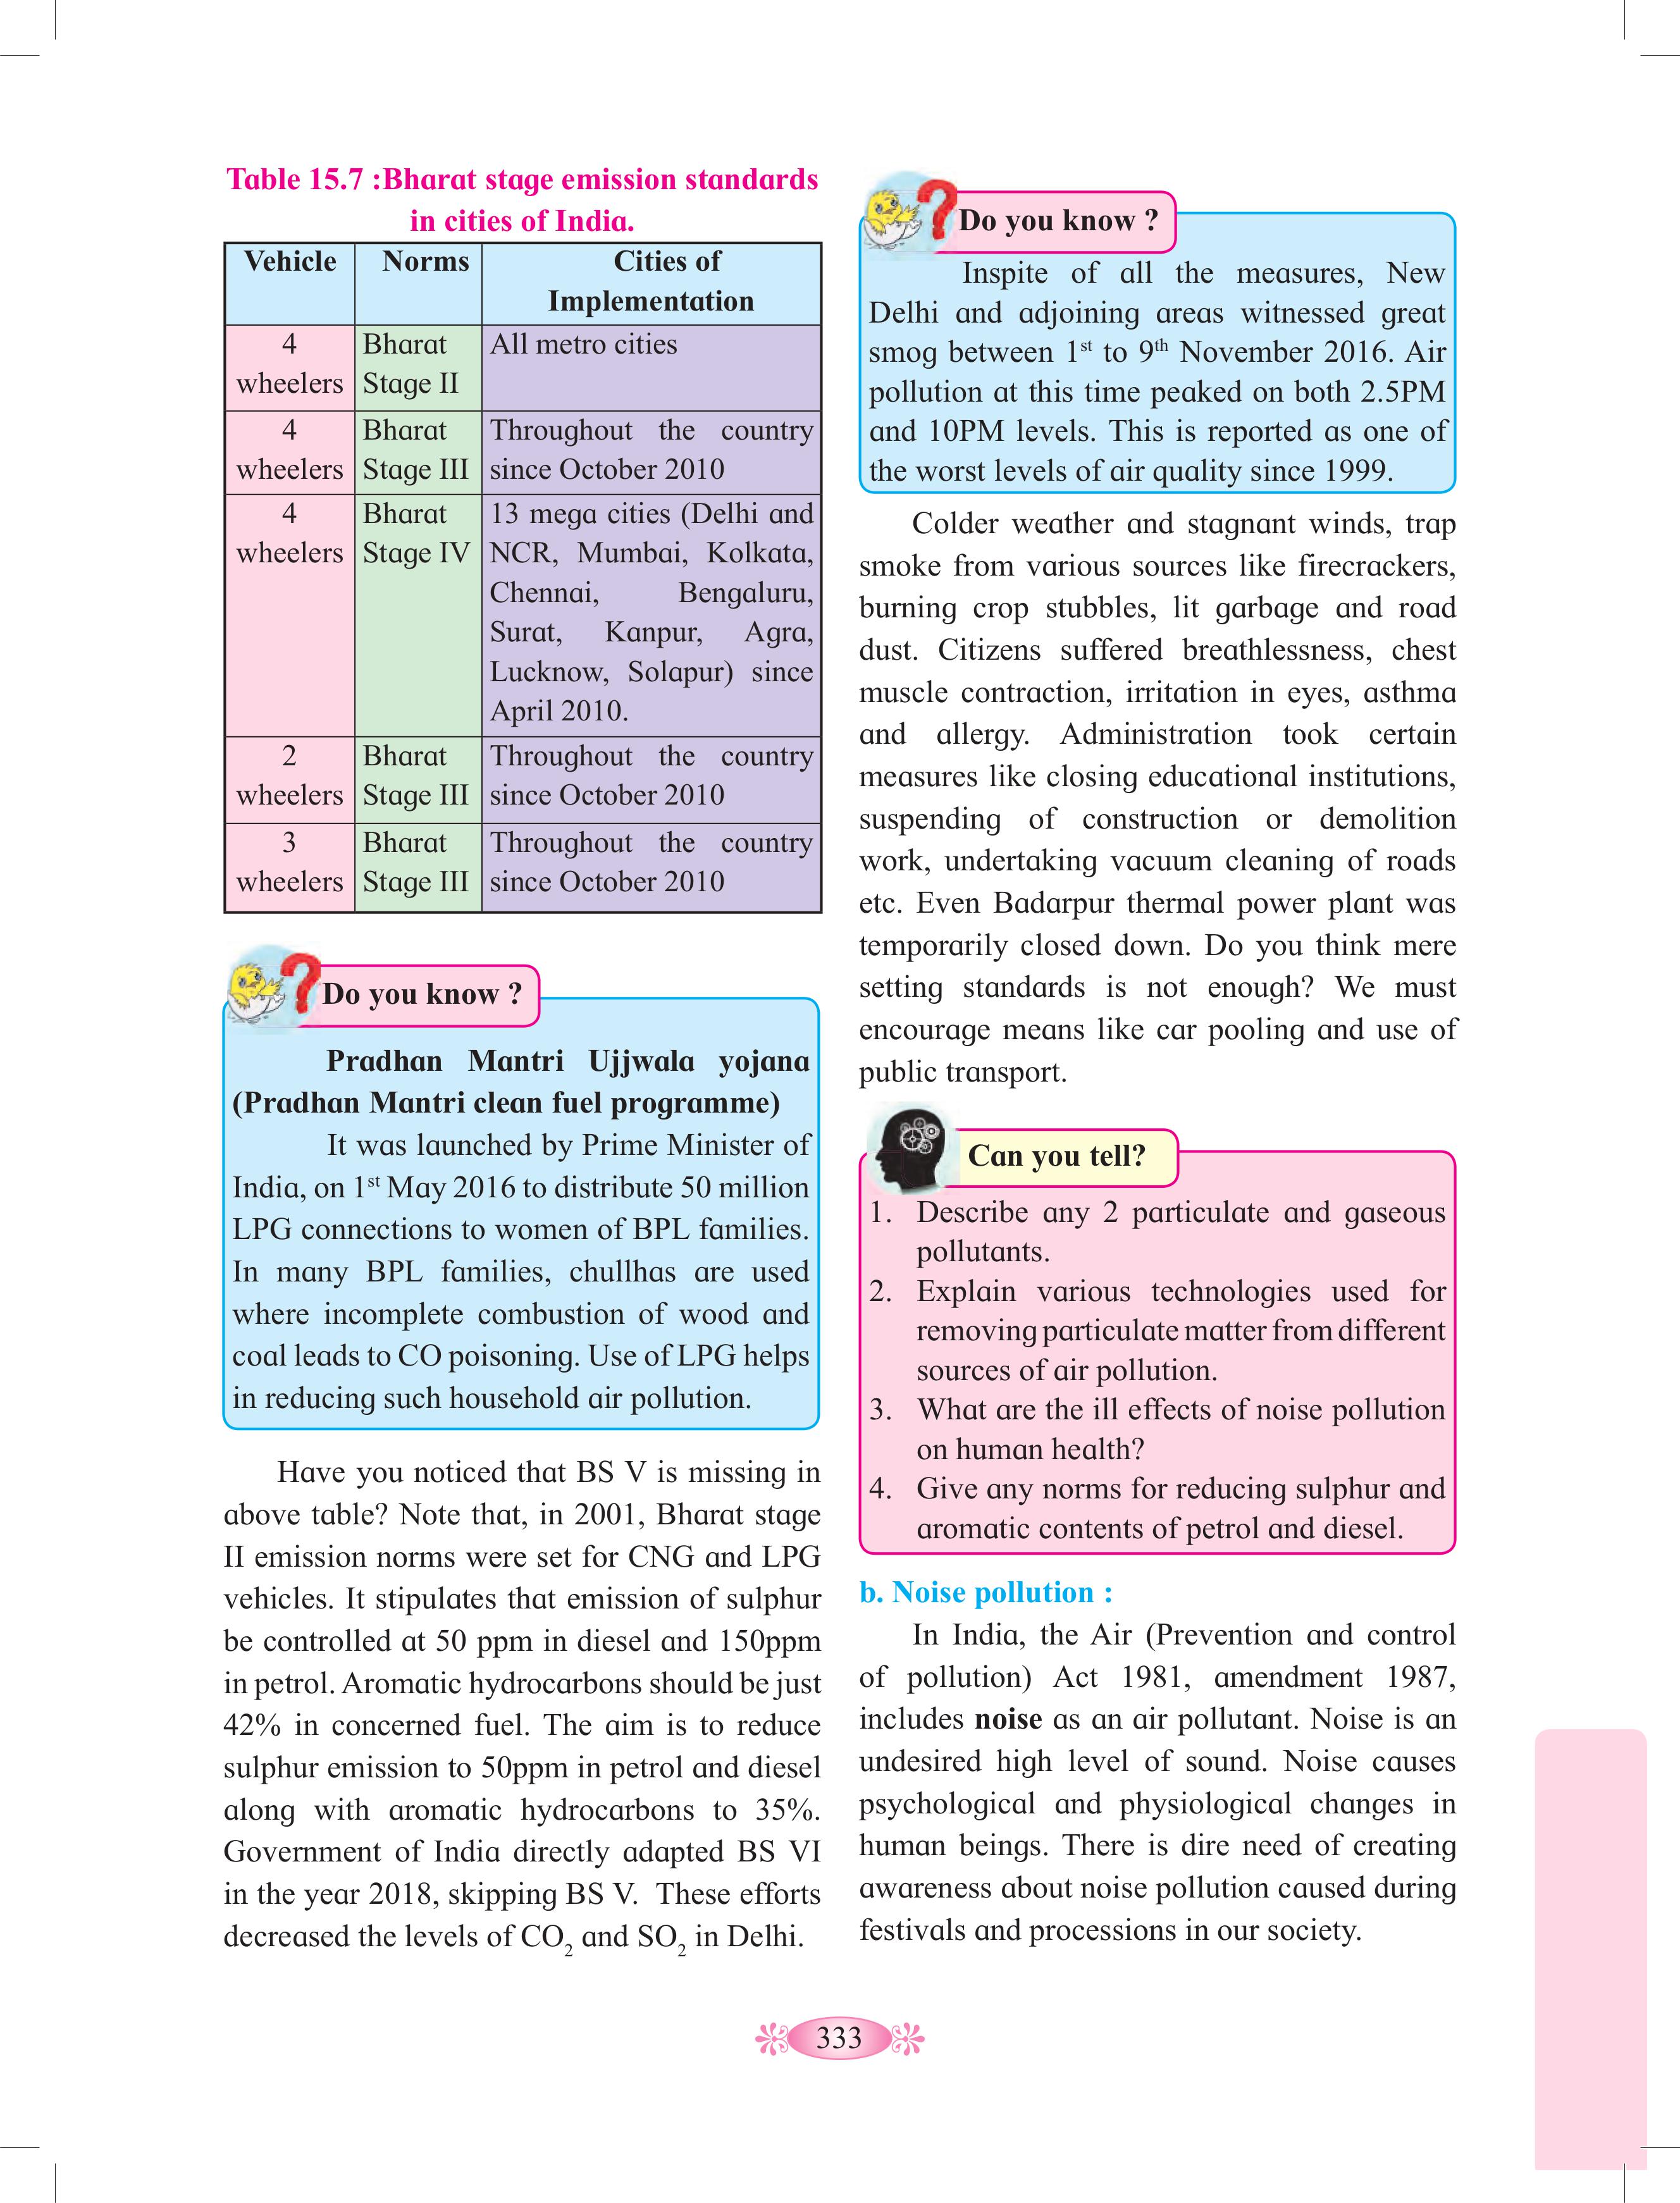 Table 15.7 :Bharat stage emission standards
in cities of India.
Vehicle Norms Cities of
Implementation
4 Bharat All metro cities
wheelers Stage II
4 Bharat Throughout the country
wheelers Stage III since October 2010
4 Bharat 13 mega cities (Delhi and
wheelers Stage IV NCR, Mumbai, Kolkata,
Chennai, Bengaluru,
Surat, Kanpur, Agra,
Lucknow, Solapur) since
April 2010.
2 Bharat Throughout the country
wheelers Stage III since October 2010
3 Bharat Throughout the country
wheelers Stage III since October 2010
Do you know ?
Pradhan Mantri Ujjwala yojana
(Pradhan Mantri clean fuel programme)
It was launched by Prime Minister of
India, on 1st May 2016 to distribute 50 million
LPG connections to women of BPL families.
In many BPL families, chullhas are used
where incomplete combustion of wood and
coal leads to CO poisoning. Use of LPG helps
in reducing such household air pollution.
Have you noticed that BS V is missing in
above table? Note that, in 2001, Bharat stage
II emission norms were set for CNG and LPG
vehicles. It stipulates that emission of sulphur
be controlled at 50 ppm in diesel and 150ppm
in petrol. Aromatic hydrocarbons should be just
42% in concerned fuel. The aim is to reduce
sulphur emission to 50ppm in petrol and diesel
along with aromatic hydrocarbons to 35%.
Government of India directly adapted BS VI
in the year 2018, skipping BS V. These efforts
decreased the levels of CO2 and SO2 in Delhi.
Do you know ?
Inspite of all the measures, New
Delhi and adjoining areas witnessed great
smog between 1st to 9th November 2016. Air
pollution at this time peaked on both 2.5PM
and 10PM levels. This is reported as one of
the worst levels of air quality since 1999.
Colder weather and stagnant winds, trap
smoke from various sources like firecrackers,
burning crop stubbles, lit garbage and road
dust. Citizens suffered breathlessness, chest
muscle contraction, irritation in eyes, asthma
and allergy. Administration took certain
measures like closing educational institutions,
suspending of construction or demolition
work, undertaking vacuum cleaning of roads
etc. Even Badarpur thermal power plant was
temporarily closed down. Do you think mere
setting standards is not enough? We must
encourage means like car pooling and use of
public transport.
Can you tell?
1. Describe any 2 particulate and gaseous
pollutants.
2. Explain various technologies used for
removing particulate matter from different
sources of air pollution.
3. What are the ill effects of noise pollution
on human health?
4. Give any norms for reducing sulphur and
aromatic contents of petrol and diesel.
b. Noise pollution :
In India, the Air (Prevention and control
of pollution) Act 1981, amendment 1987,
includes noise as an air pollutant. Noise is an
undesired high level of sound. Noise causes
psychological and physiological changes in
human beings. There is dire need of creating
awareness about noise pollution caused during
festivals and processions in our society.
333